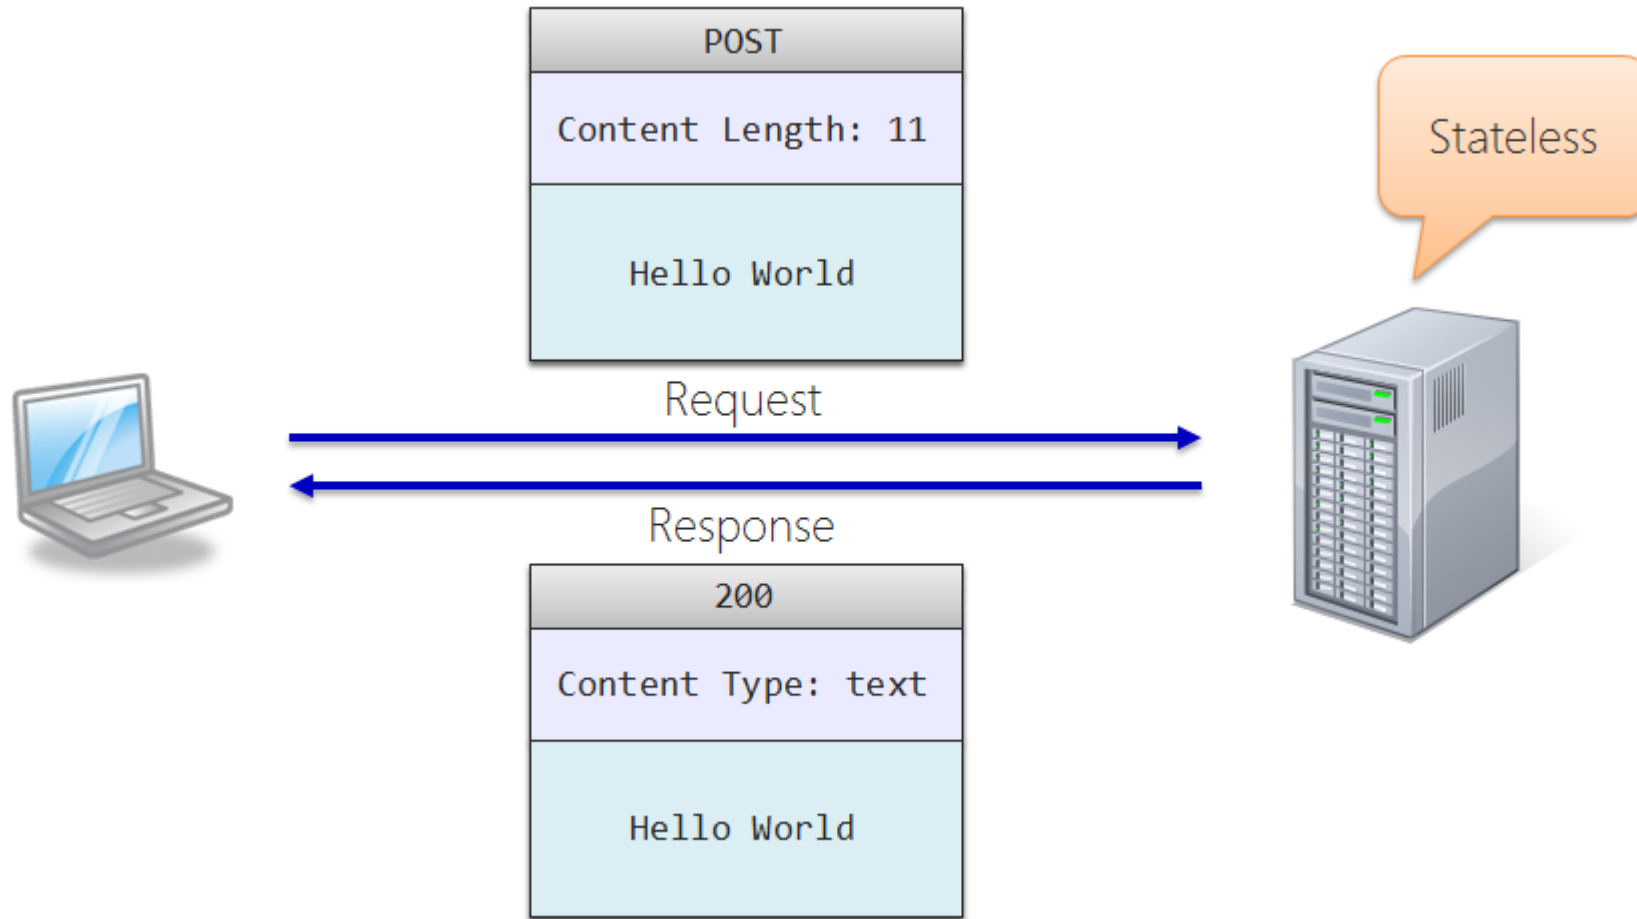 POST
Content Length: 11
Hello World
Stateless
Request
Response
200
Content Type: text
Hello World